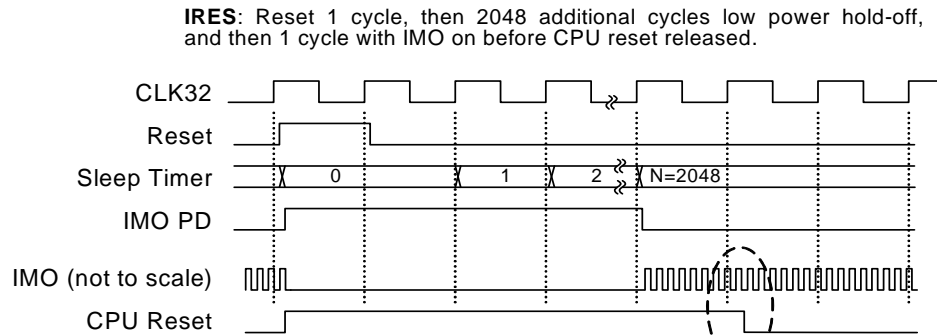 IRES: Reset 1 cycle, then 2048 additional cycles low power hold-off,
and then 1 cycle with IMO on before CPU reset released.
CLK32
Reset
Sleep Timer 0 1 2 N=2048
IMO PD
IMO (not to scale)
CPU Reset